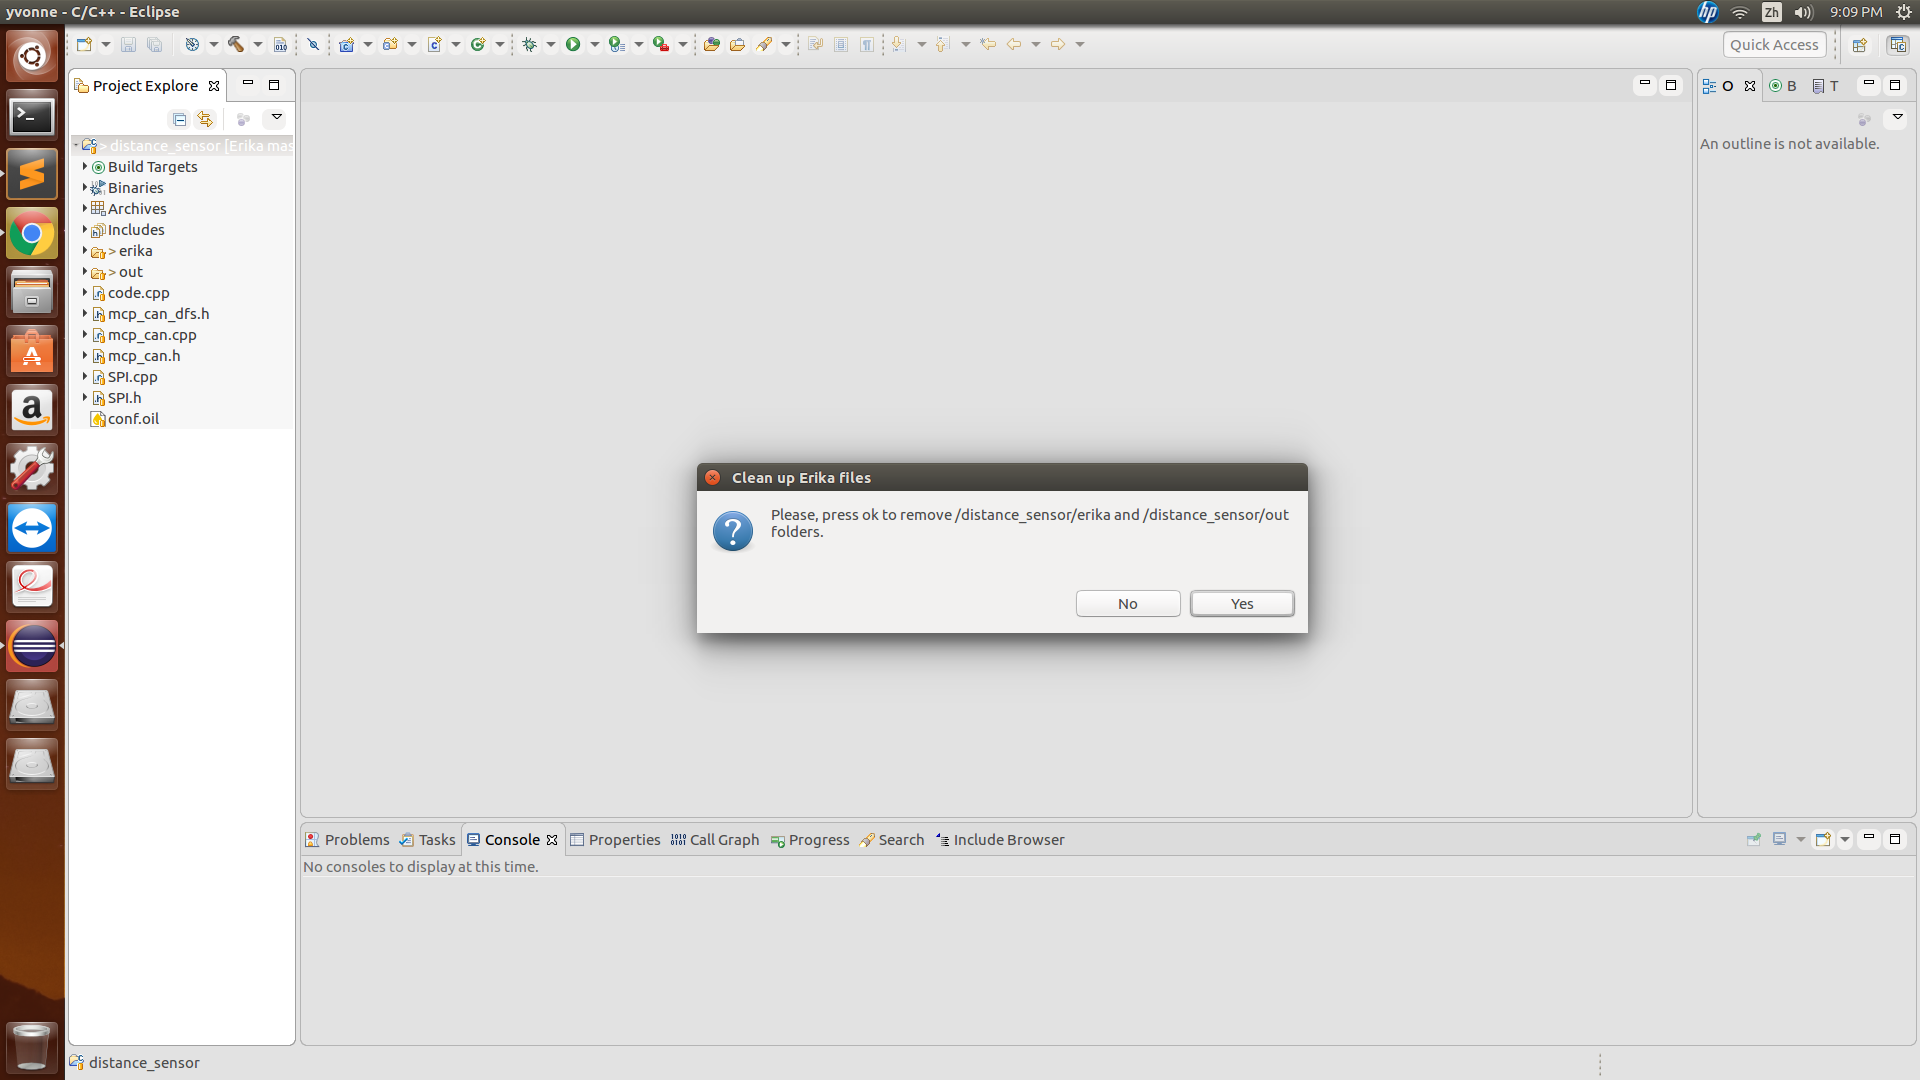 yvonne - C/C++ - Eclipse
Zh
9:09 PM
Quick Access
Project Explore
O
B
T
> distance_sensor [Erika mas
Build Targets
Binaries
Archives
Includes
> erika
> out
code.cpp
mcp_can_dfs.h
mcp_can.cpp
mcp_can.h
SPI.cpp
SPI.h
conf.oil
An outline is not available.
Clean up Erika files
Please, press ok to remove /distance_sensor/erika and /distance_sensor/out
folders.
No
Yes
Problems
Tasks
Console
Properties
Call Graph
Progress
Search
Include Browser
No consoles to display at this time.
distance_sensor